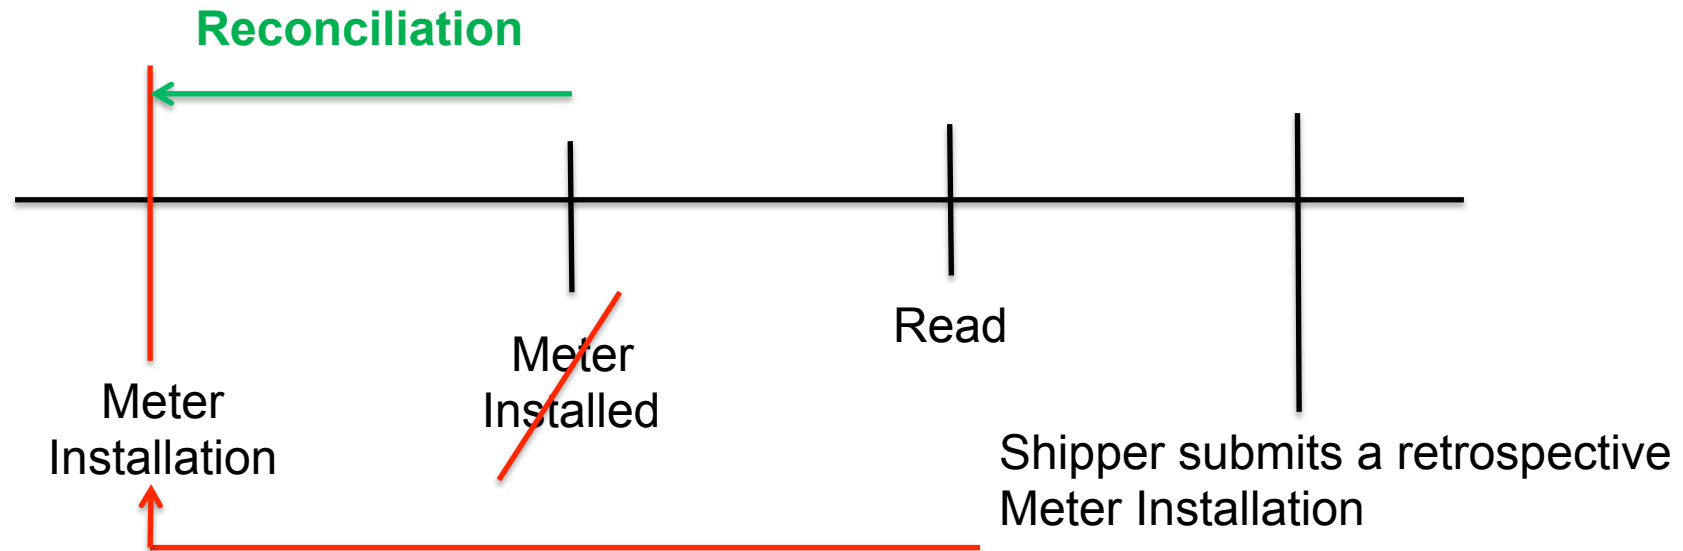 Reconciliation
Meter
Installation
Meter
Installed
Read
Shipper submits a retrospective
Meter Installation